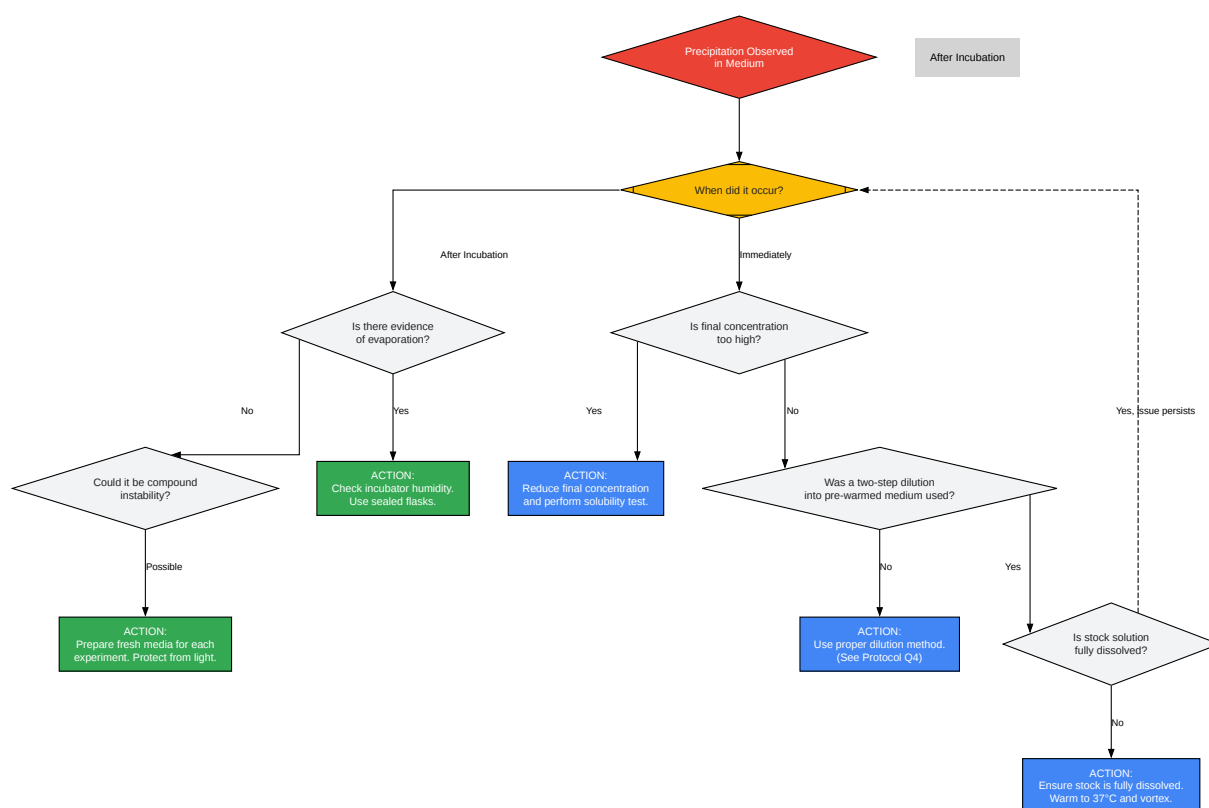 Precipitation Observed
in Medium
After Incubation
When did it occur?
After Incubation
Immediately
Is there evidence
of evaporation?
Is final concentration
too high?
No
Yes
Yes
No
Yes, issue persists
Could it be compound
instability?
ACTION:
Check incubator humidity.
Use sealed flasks.
ACTION:
Reduce final concentration
and perform solubility test.
Was a two-step dilution
into pre-warmed medium used?
Possible
No
Yes
ACTION:
Prepare fresh media for each
experiment. Protect from light.
ACTION:
Use proper dilution method.
(See Protocol Q4)
Is stock solution
fully dissolved?
No
ACTION:
Ensure stock is fully dissolved.
Warm to 37°C and vortex.